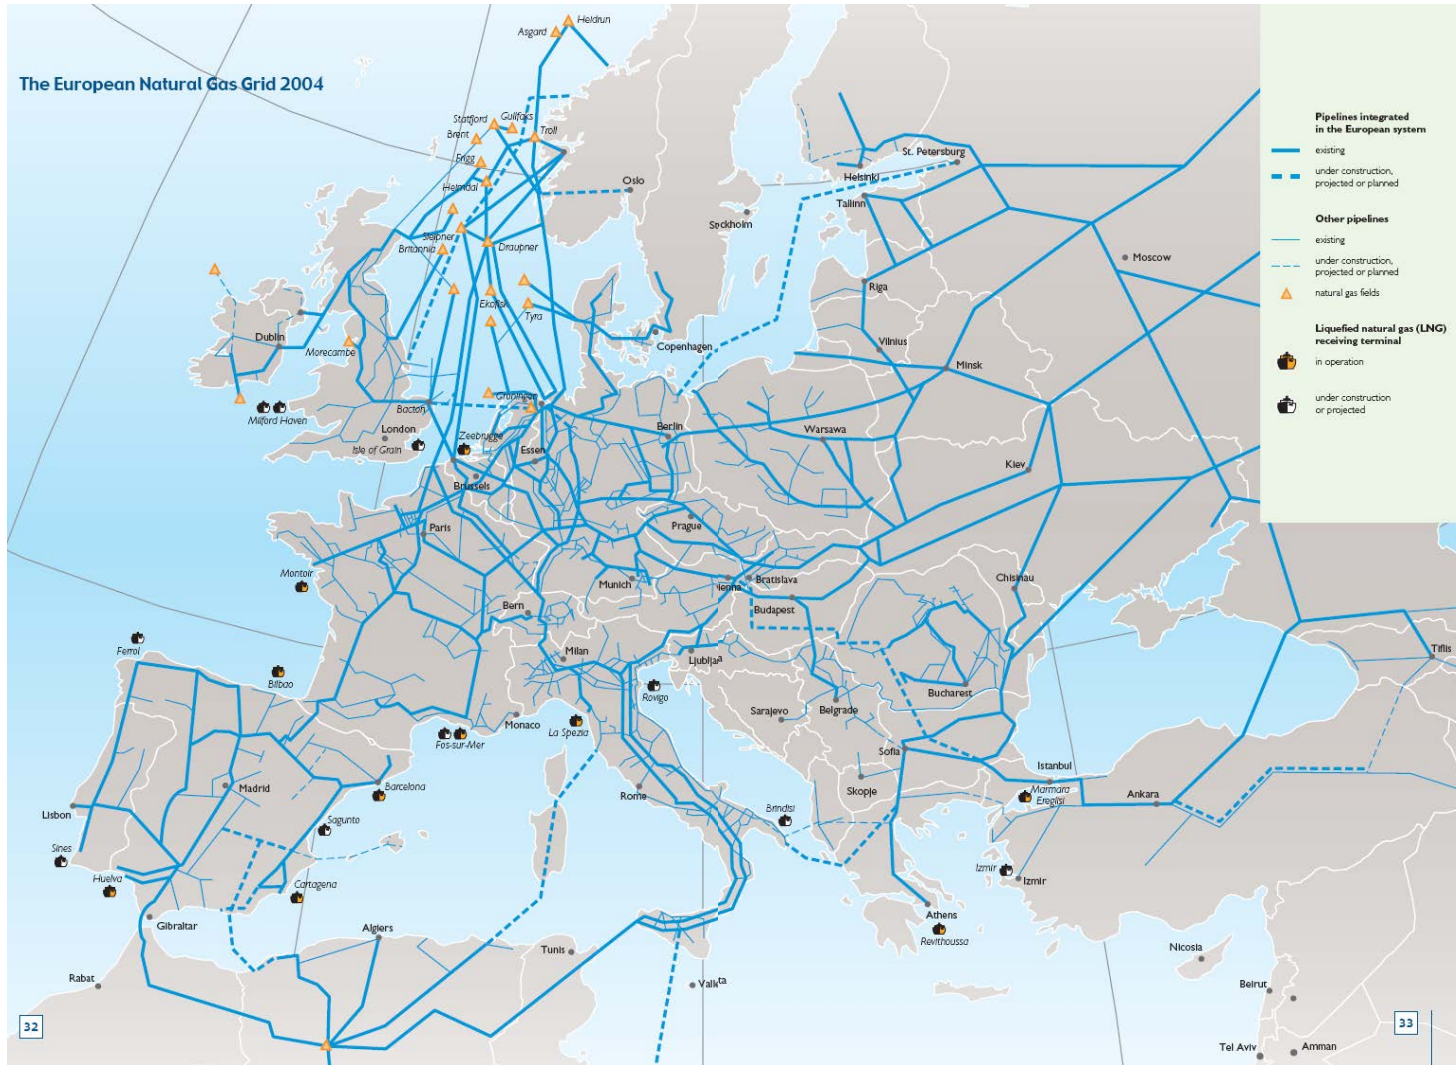 The European Natural Gas Grid 2004
Heidrun
Asgard
Statfjord
Gullfaks
Brent
Troll
Frigg
Heimdal
Oslo
Sleipner
Britannia
Draupner
Ekofisk
Tyra
Stockholm
Helsinki
St. Petersburg
Tallinn
Moscow
Riga
Vilnius
Minsk
Copenhagen
Dublin
Morecambe
Milford Haven
Bacton
London
Isle of Grain
Zeebrugge
Groningen
Essen
Brussels
Berlin
Warsawa
Kiev
Paris
Prague
Montoir
Munich
ienna
Bratislava
Budapest
Chisinau
Bern
Milan
Ljubljana
Ferrol
Bilbao
Monaco
Fos-sur-Mer
La Spezia
Rovigo
Sarajevo
Belgrade
Bucharest
Tiflis
Sofia
Skopje
Istanbul
Marmara
Ereglisi
Ankara
Madrid
Barcelona
Lisbon
Sagunto
Rome
Brindisi
Sines
Huelva
Cartagena
Izmir
Izmir
Gibraltar
Algiers
Tunis
Athens
Revithoussa
Nicosia
Rabat
Valletta
Beirut
Tel Aviv
Amman
32
33
Pipelines integrated
in the European system
existing
under construction,
projected or planned
Other pipelines
existing
under construction,
projected or planned
natural gas fields
Liquefied natural gas (LNG)
receiving terminal
in operation
under construction
or projected